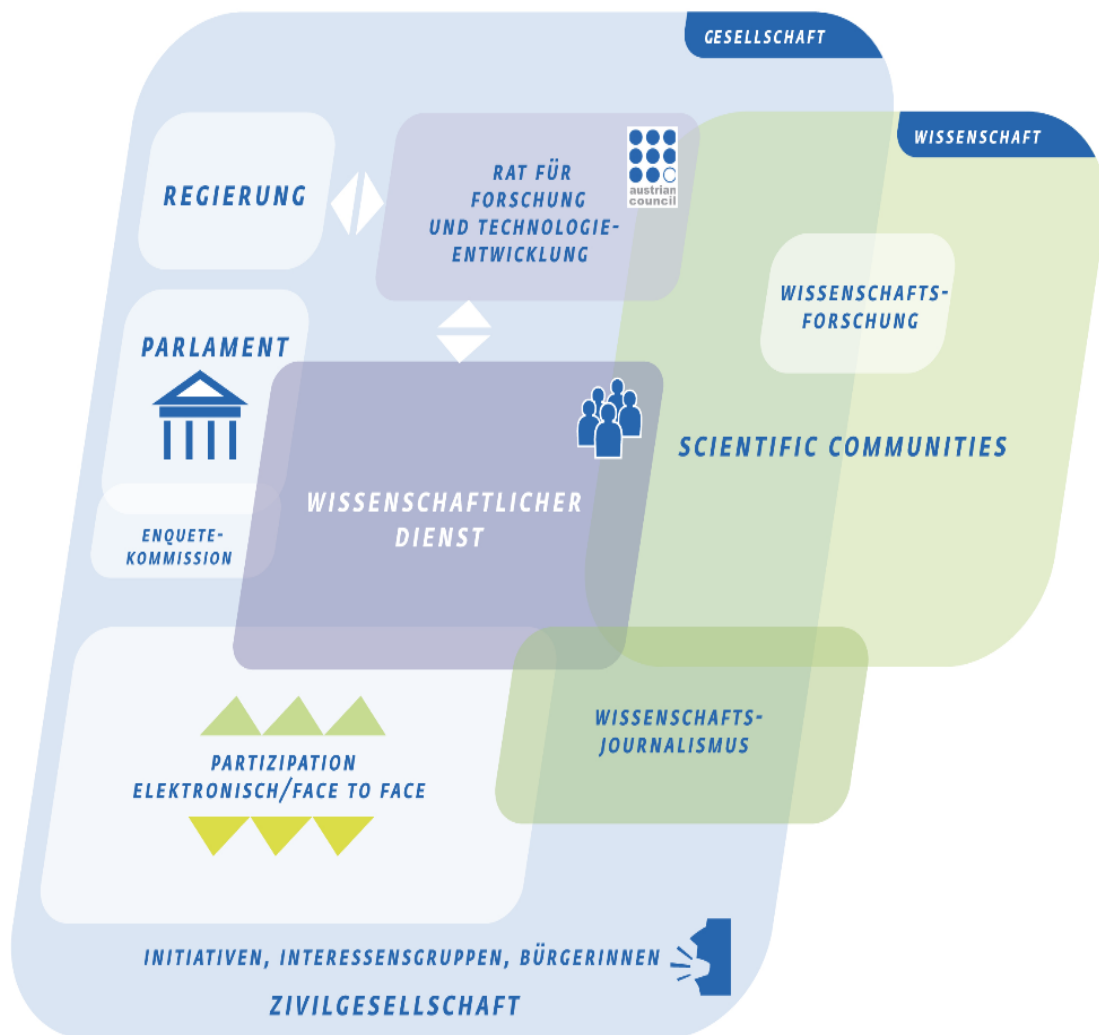 GESELLSCHAFT
WISSENSCHAFT
REGIERUNG
RAT FÜR
FORSCHUNG
UND TECHNOLOGIE-
ENTWICKLUNG
austrian
council
WISSENSCHAFTS-
FORSCHUNG
PARLAMENT
SCIENTIFIC COMMUNITIES
WISSENSCHAFTLICHER
DIENST
ENQUETE-
KOMMISSION
WISSENSCHAFTS-
JOURNALISMUS
PARTIZIPATION
ELEKTRONISCH/FACE TO FACE
INITIATIVEN, INTERESSENSGRUPPEN, BÜRGERINNEN
ZIVILGESELLSCHAFT